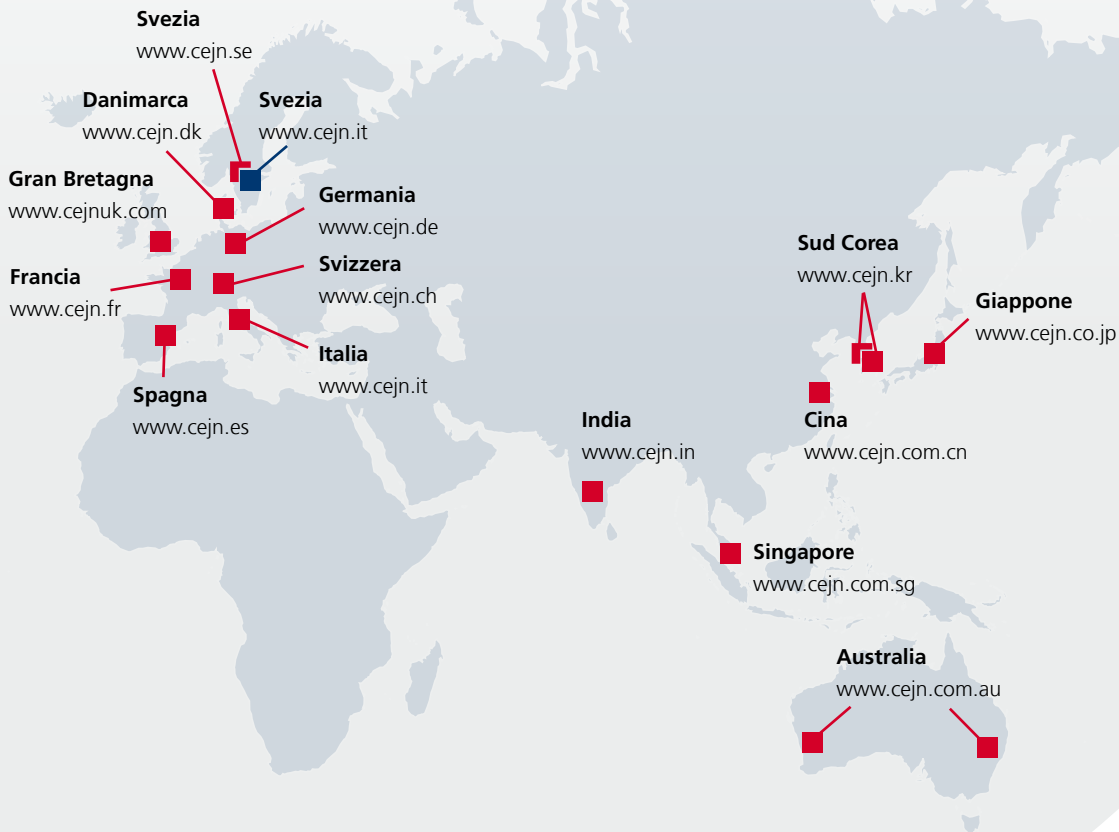 Svezia
www.cejn.se
Danimarca
www.cejn.dk
Svezia
www.cejn.it
Gran Bretagna
www.cejnuk.com
Germania
www.cejn.de
Francia
www.cejn.fr
Svizzera
www.cejn.ch
Italia
www.cejn.it
Spagna
www.cejn.es
Sud Corea
www.cejn.kr
Giappone
www.cejn.co.jp
India
www.cejn.in
Cina
www.cejn.com.cn
Singapore
www.cejn.com.sg
Australia
www.cejn.com.au